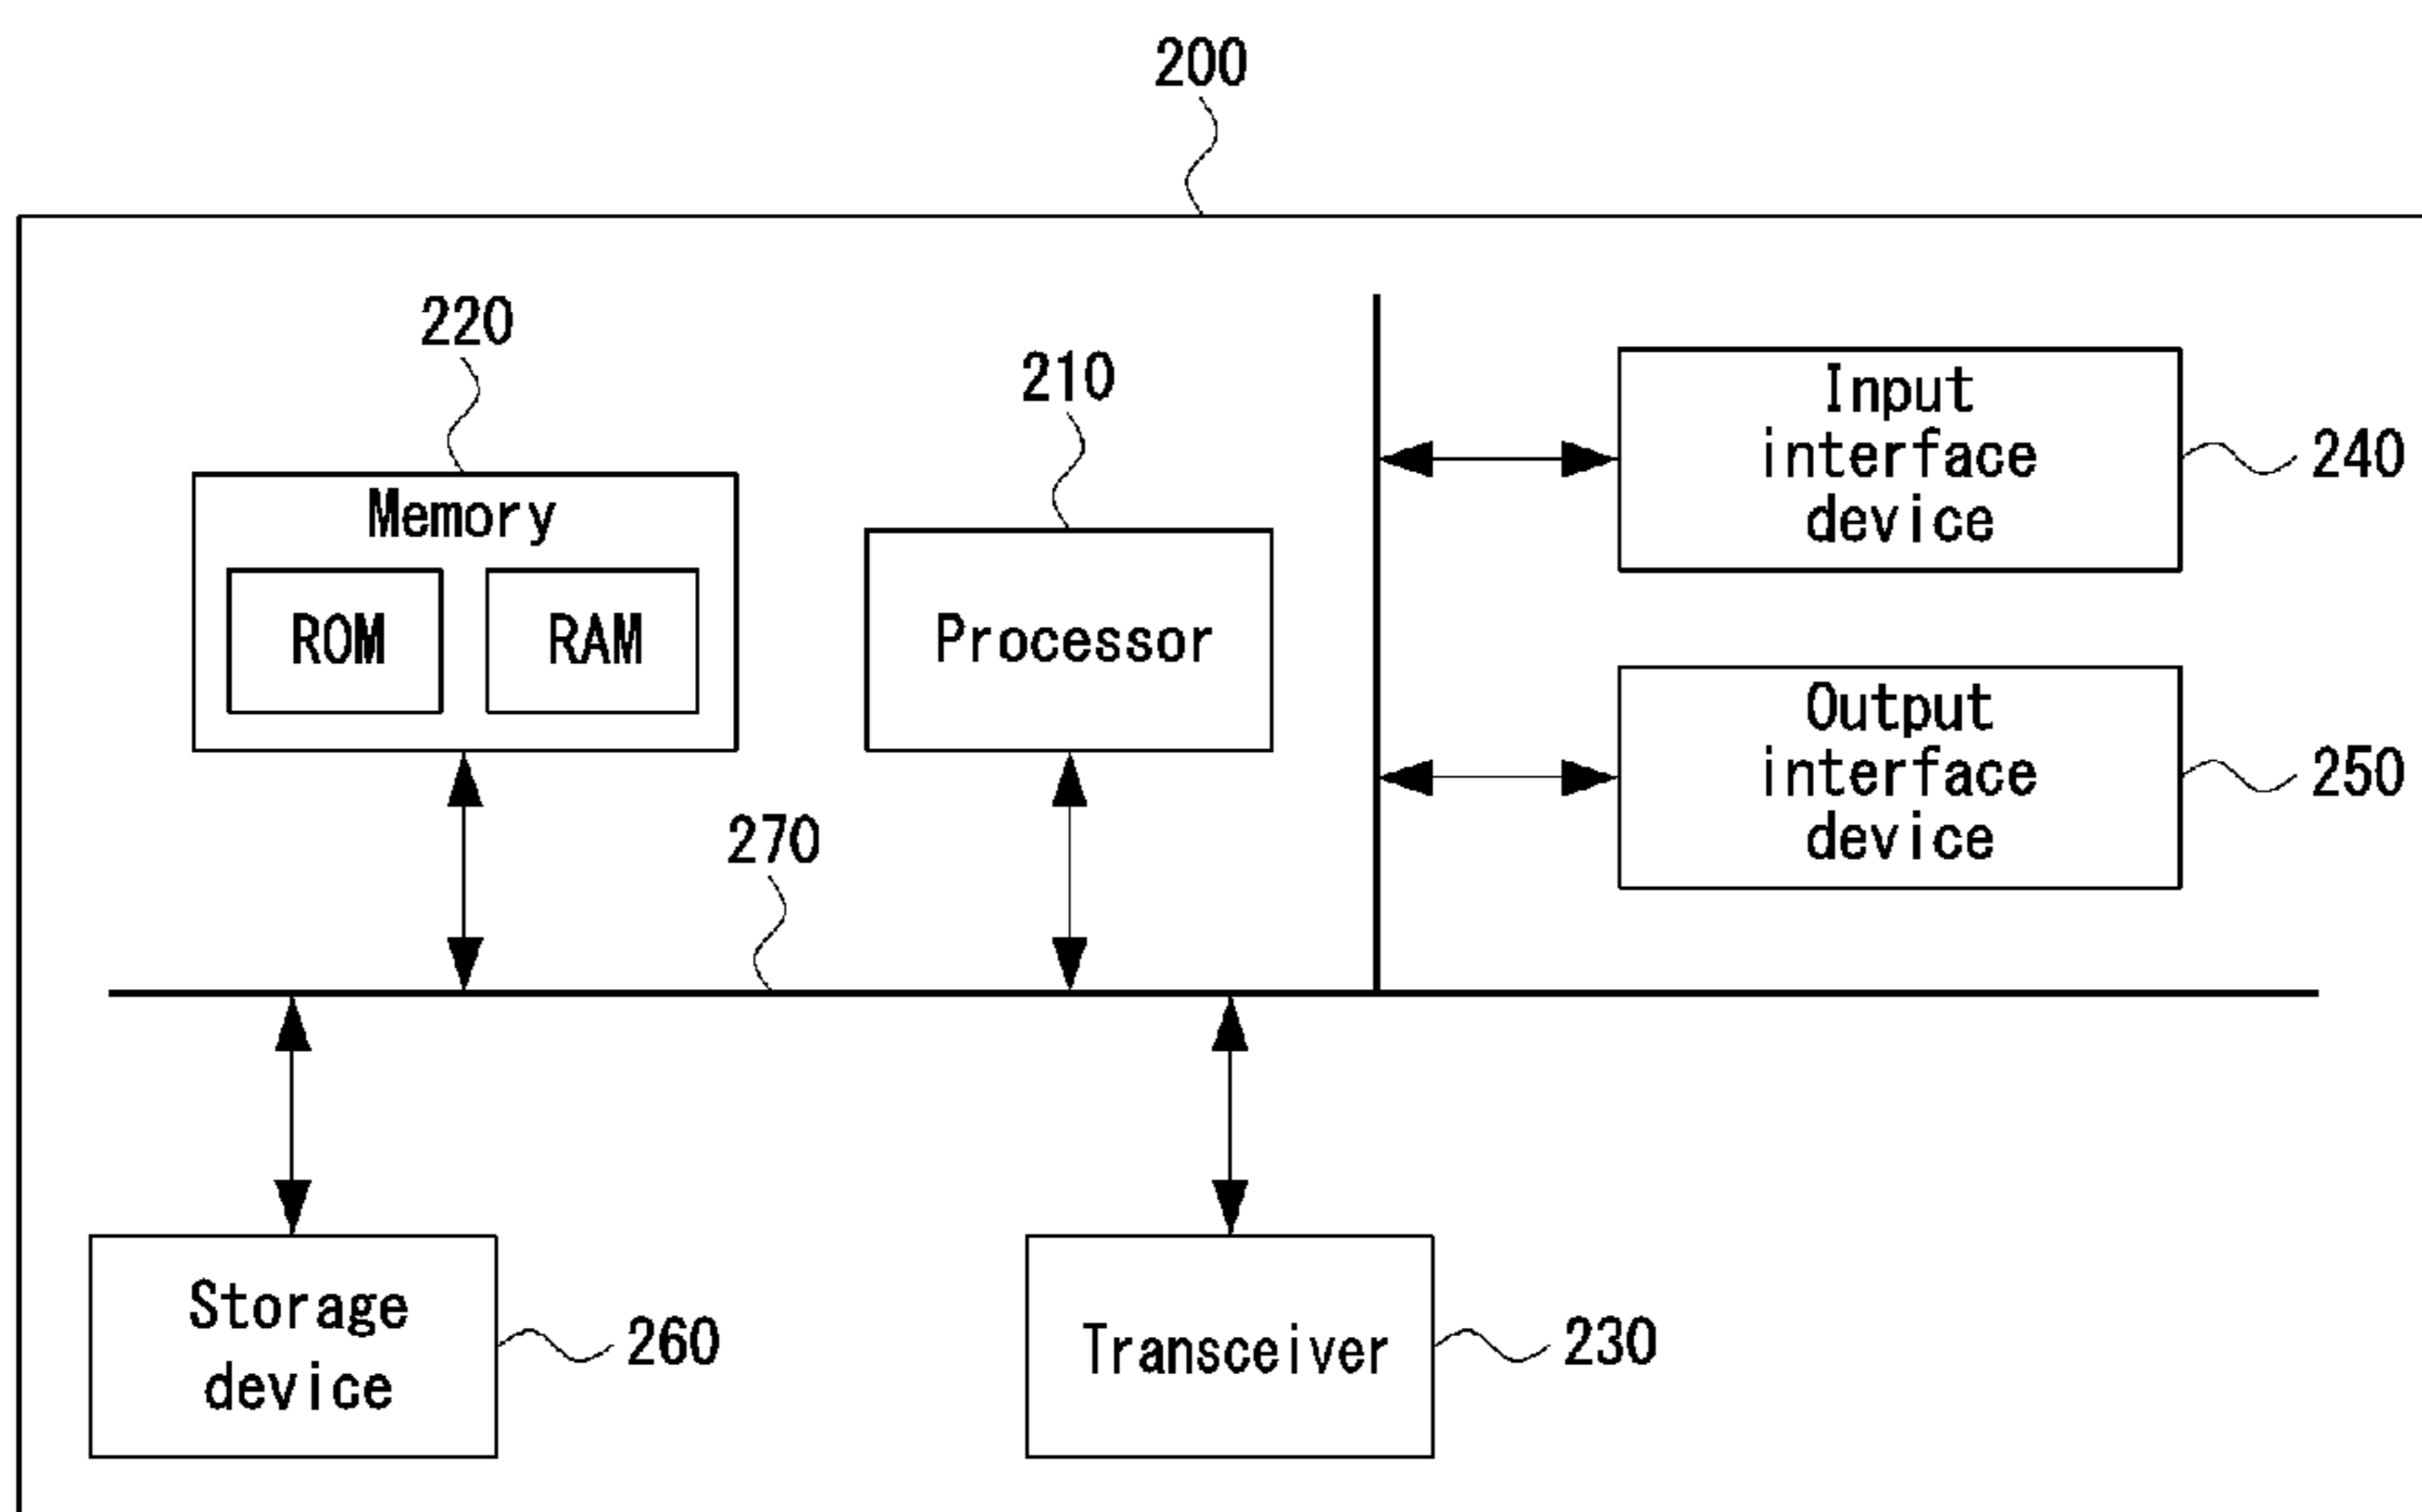 200
220
210
Memory
ROM
RAM
Processor
Input
interface
device
240
Output
interface
device
250
270
Storage
device
260
Transceiver
230